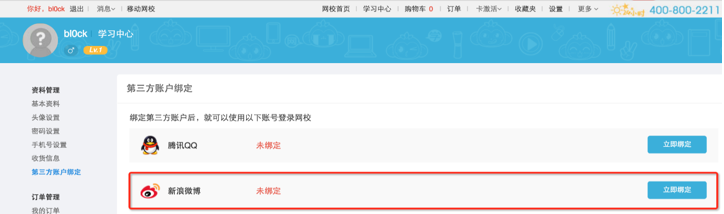 你好，bl0ck 退出 消息 移动网校 网校首页 学习中心 购物车 0 订单 卡激活 收藏夹 设置 更多 24小时 400-800-2211
bl0ck 学习中心
♂ LV 1
资料管理
基本资料
头像设置
密码设置
手机号设置
收货信息
第三方账户绑定
订单管理
我的订单
第三方账户绑定
绑定第三方账户后，就可以使用以下账号登录网校
腾讯QQ 未绑定 立即绑定
新浪微博 未绑定 立即绑定